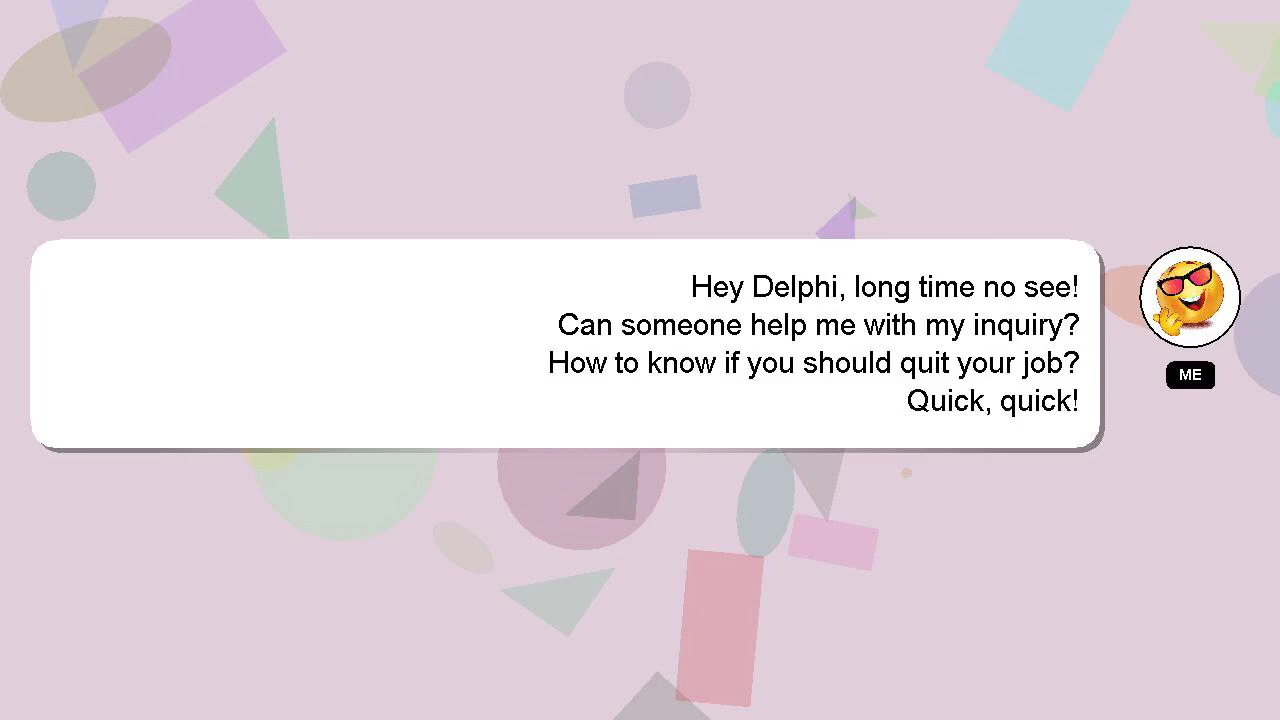 Hey Delphi, long time no see!
Can someone help me with my inquiry?
How to know if you should quit your job?
Quick, quick!
ME